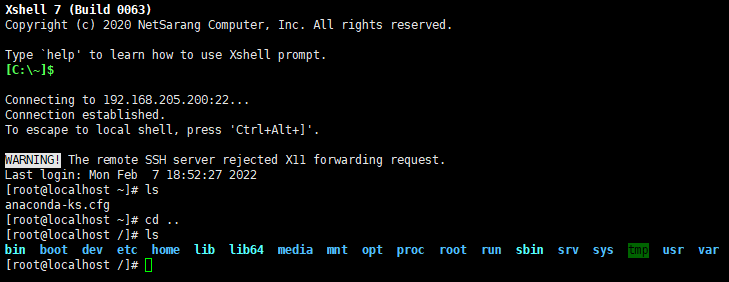 Xshell 7 (Build 0063)
Copyright (c) 2020 NetSarang Computer, Inc. All rights reserved.
Type `help' to learn how to use Xshell prompt.
[C:\~]$
Connecting to 192.168.205.200:22...
Connection established.
To escape to local shell, press 'Ctrl+Alt+]'.
WARNING! The remote SSH server rejected X11 forwarding request.
Last login: Mon Feb  7 18:52:27 2022
[root@localhost ~]# ls
anaconda-ks.cfg
[root@localhost ~]# cd ..
[root@localhost /]# ls
bin  boot  dev  etc  home  lib  lib64  media  mnt  opt  proc  root  run  sbin  srv  sys  tmp  usr  var
[root@localhost /]#